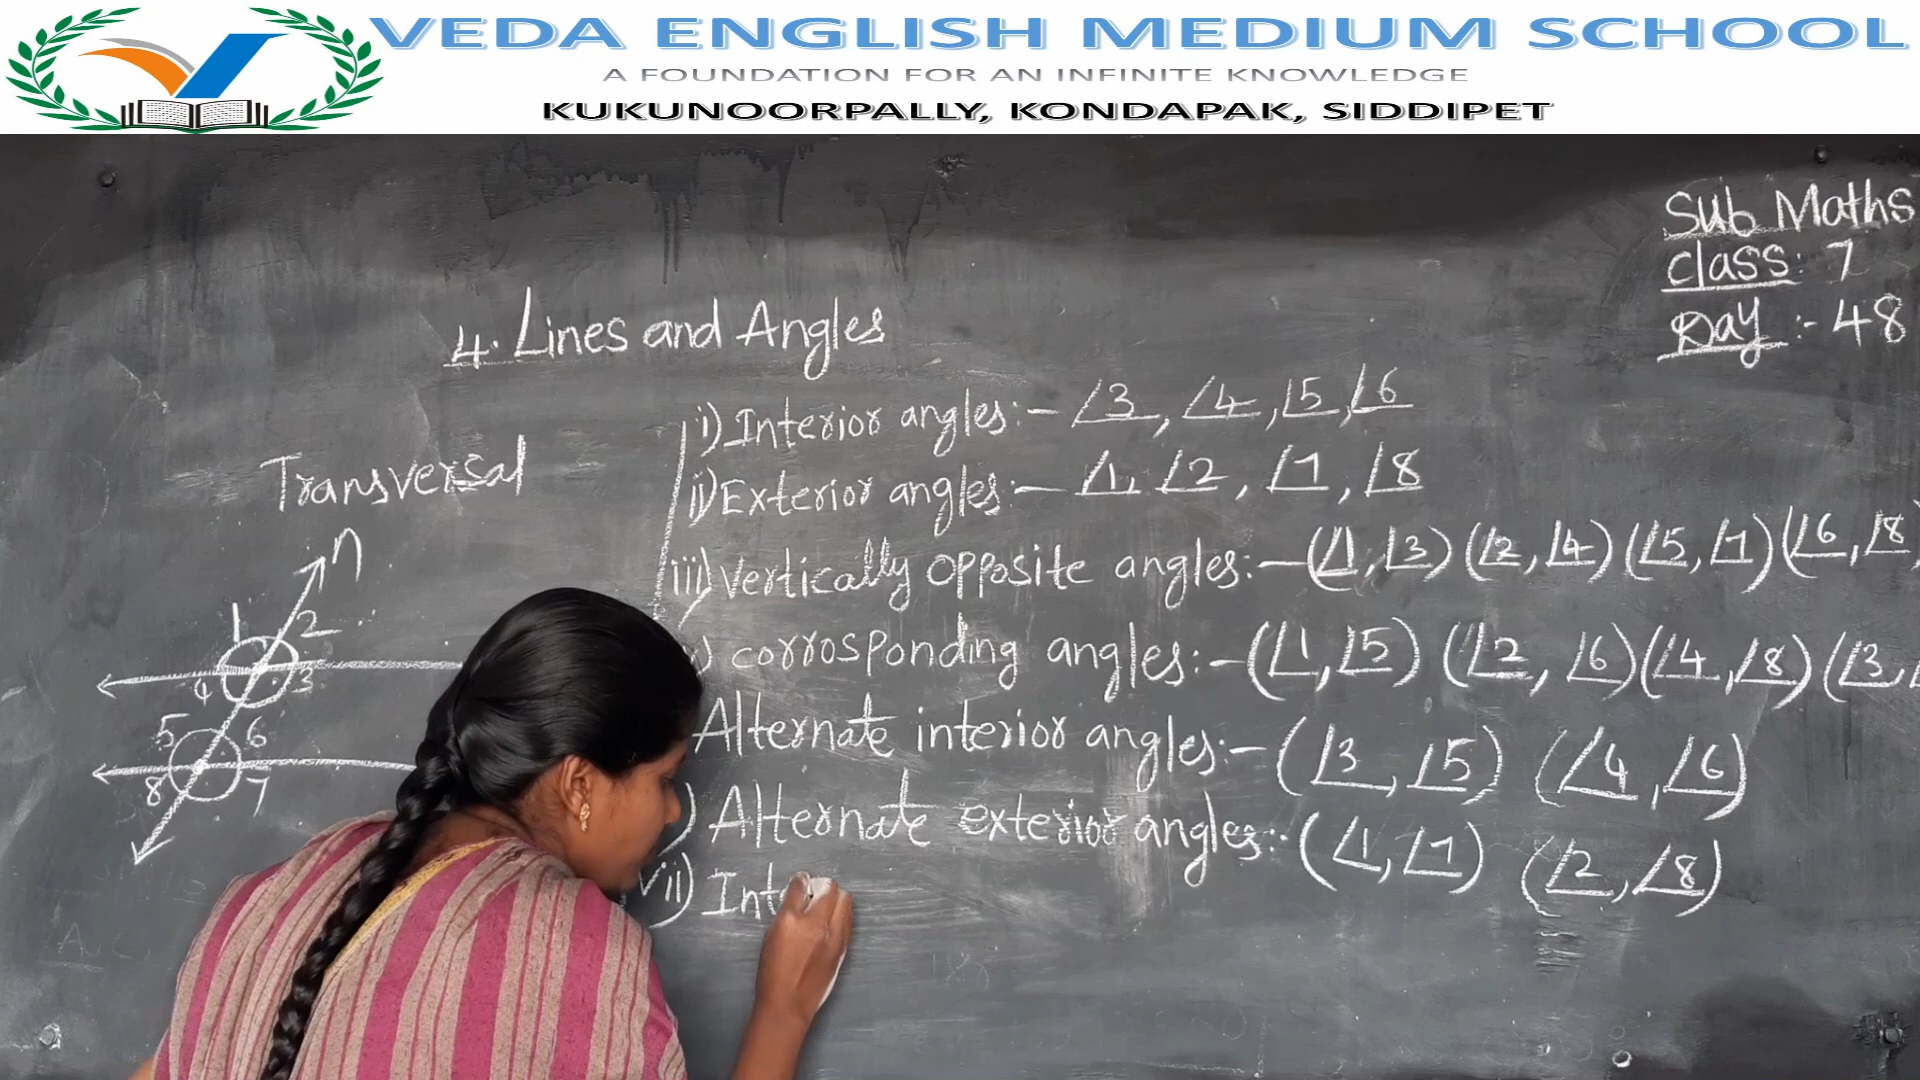 VEDA ENGLISH MEDIUM SCHOOL
A FOUNDATION FOR AN INFINITE KNOWLEDGE
KUKUNOORPALLY, KONDAPAK, SIDDIPET
Sub Maths
Class: 7
Day :- 48
4. Lines and Angles
Transversal
n
1 2
4 3
5 6
8 7
i) Interior angles:- ∠3, ∠4, ∠5, ∠6
ii) Exterior angles:- ∠1, ∠2, ∠7, ∠8
iii) Vertically opposite angles:- (∠1, ∠3) (∠2, ∠4) (∠5, ∠7) (∠6, ∠8)
) corrosponding angles:- (∠1, ∠5) (∠2, ∠6) (∠4, ∠8) (∠3,
Alternate interior angles:- (∠3, ∠5) (∠4, ∠6)
) Alternate exterior angles:- (∠1, ∠7) (∠2, ∠8)
vii) Inte